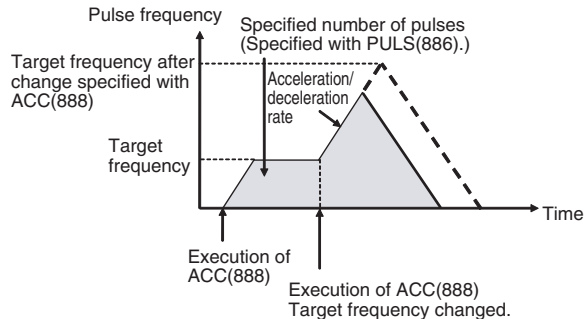 Pulse frequency
Specified number of pulses
(Specified with PULS(886).)
Target frequency after
change specified with
ACC(888)
Acceleration/
deceleration
rate
Target
frequency
Time
Execution of
ACC(888)
Execution of ACC(888)
Target frequency changed.